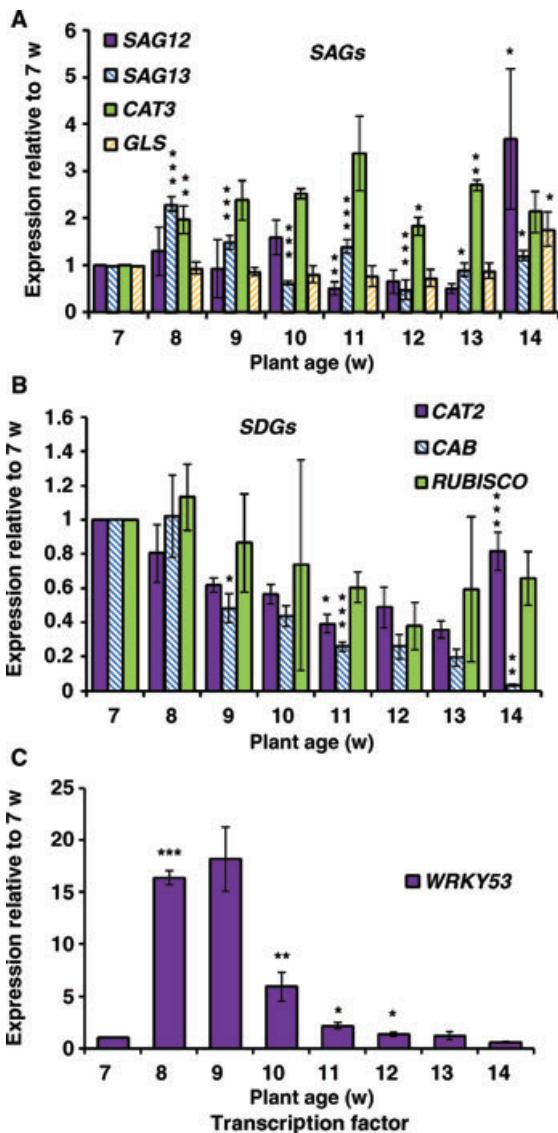 A
SAG12
SAG13
CAT3
GLS
SAGs
*
***
**
***
***
**
***
***
*
*
**
*
*
Expression relative to 7 w
6
5
4
3
2
1
0
7 8 9 10 11 12 13 14
Plant age (w)
B
SDGs
CAT2
CAB
RUBISCO
*
*
***
***
**
Expression relative to 7 w
1.6
1.4
1.2
1
0.8
0.6
0.4
0.2
0
7 8 9 10 11 12 13 14
Plant age (w)
C
WRKY53
***
**
*
*
Expression relative to 7 w
25
20
15
10
5
0
7 8 9 10 11 12 13 14
Plant age (w)
Transcription factor